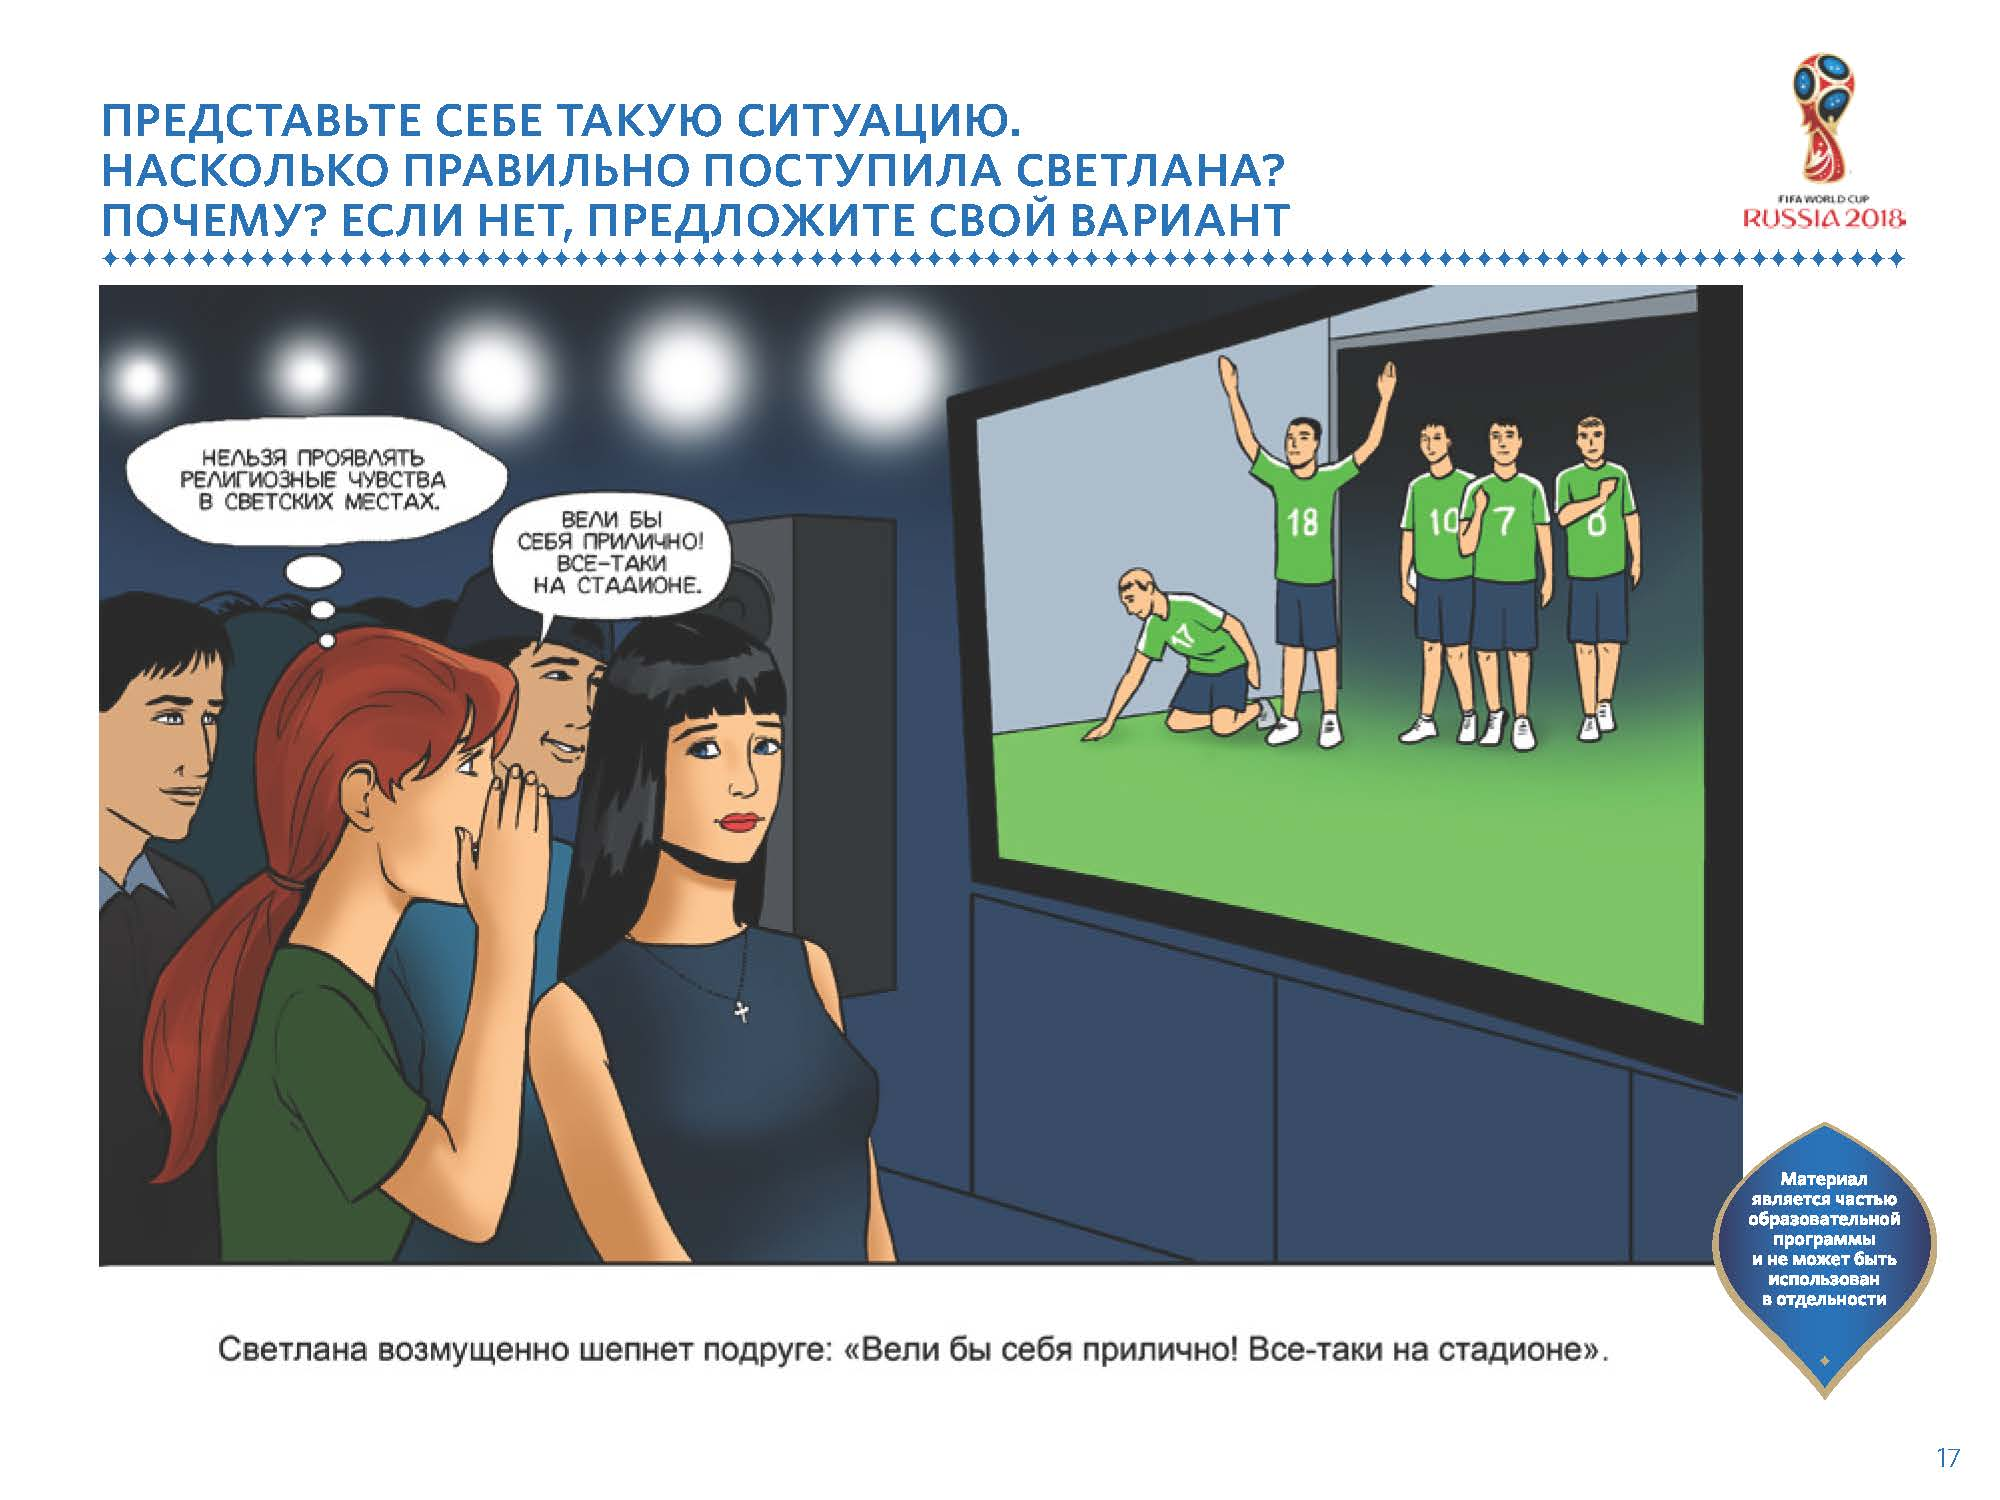 ПРЕДСТАВЬТЕ СЕБЕ ТАКУЮ СИТУАЦИЮ.
НАСКОЛЬКО ПРАВИЛЬНО ПОСТУПИЛА СВЕТЛАНА?
ПОЧЕМУ? ЕСЛИ НЕТ, ПРЕДЛОЖИТЕ СВОЙ ВАРИАНТ
FIFA WORLD CUP
RUSSIA 2018
НЕЛЬЗЯ ПРОЯВЛЯТЬ
РЕЛИГИОЗНЫЕ ЧУВСТВА
В СВЕТСКИХ МЕСТАХ.
ВЕЛИ БЫ
СЕБЯ ПРИЛИЧНО!
ВСЕ-ТАКИ
НА СТАДИОНЕ.
17
18
10
7
8
Материал
является частью
образовательной
программы
и не может быть
использован
в отдельности
Светлана возмущенно шепнет подруге: «Вели бы себя прилично! Все-таки на стадионе».
17